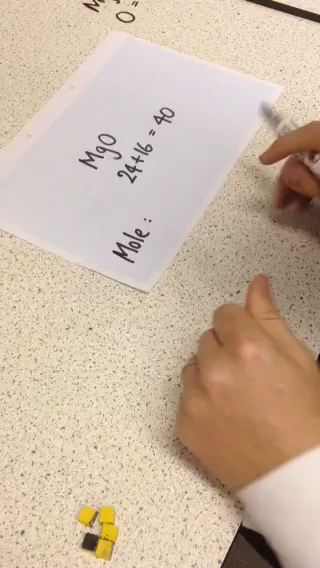 MgO
24+16 = 40
Mole :
O =